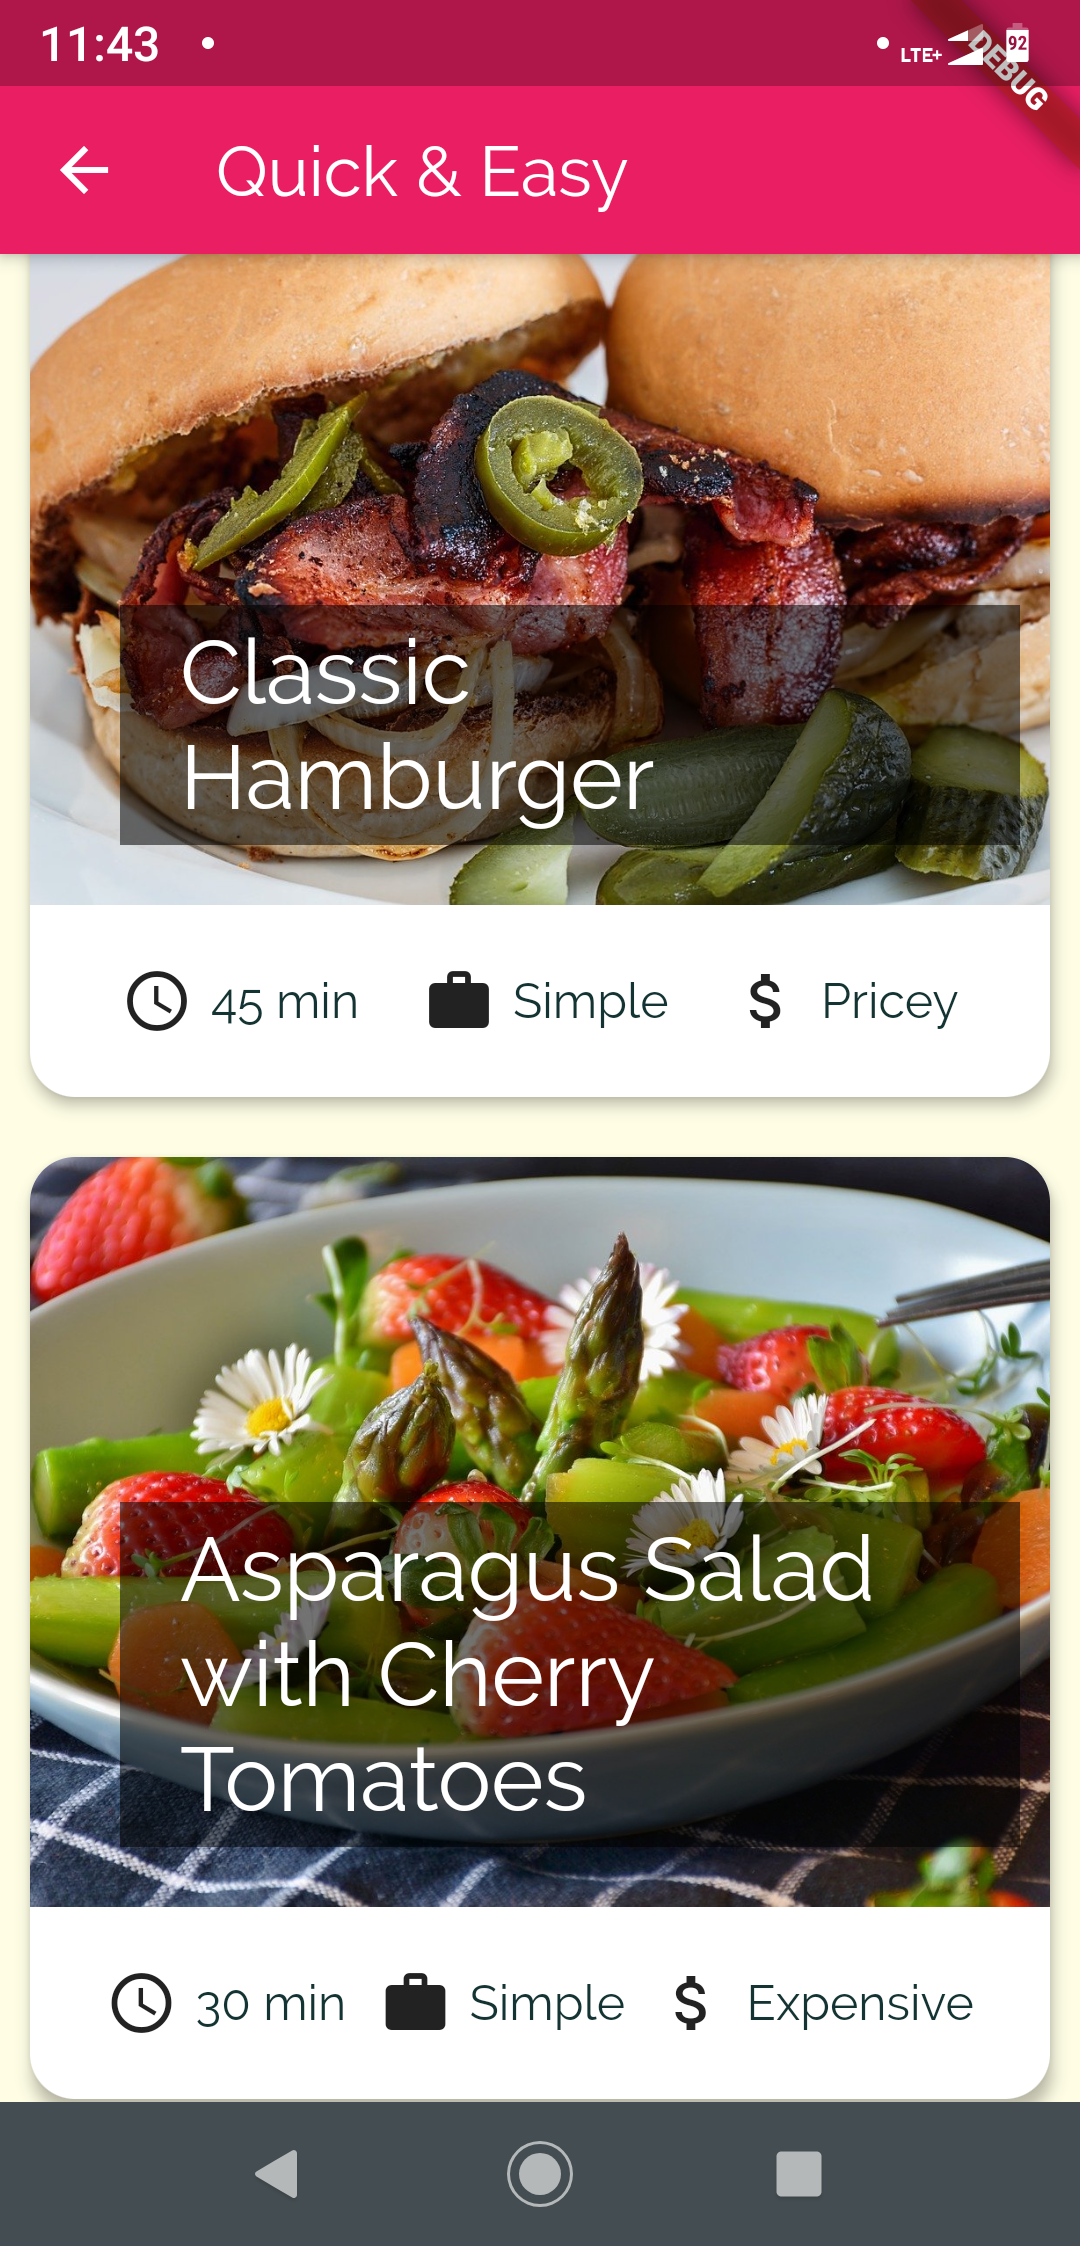 11:43
LTE+
92
DEBUG
Quick & Easy
Classic
Hamburger
45 min Simple $ Pricey
Asparagus Salad
with Cherry
Tomatoes
30 min Simple $ Expensive